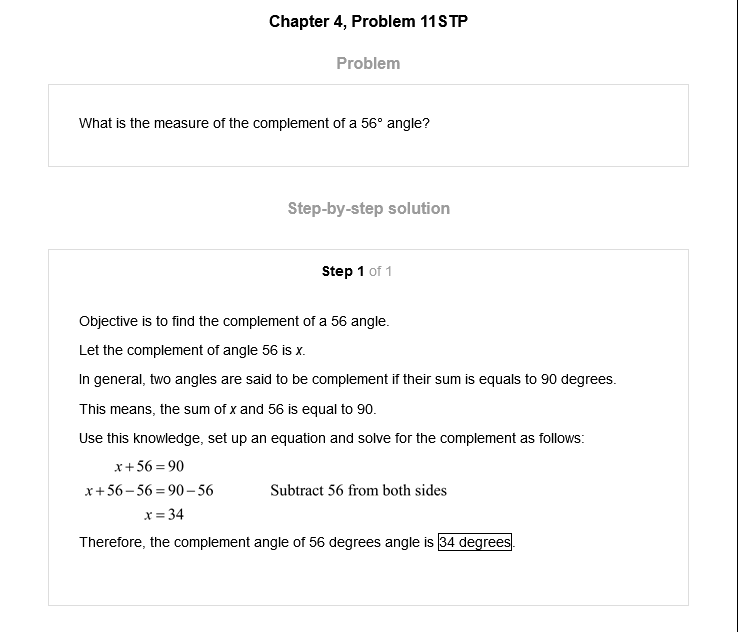 Chapter 4, Problem 11STP
Problem
What is the measure of the complement of a 56° angle?
Step-by-step solution
Step 1 of 1
Objective is to find the complement of a 56 angle.
Let the complement of angle 56 is x.
In general, two angles are said to be complement if their sum is equals to 90 degrees.
This means, the sum of x and 56 is equal to 90.
Use this knowledge, set up an equation and solve for the complement as follows:
x + 56 = 90
x + 56 – 56 = 90 – 56 Subtract 56 from both sides
x = 34
Therefore, the complement angle of 56 degrees angle is 34 degrees.